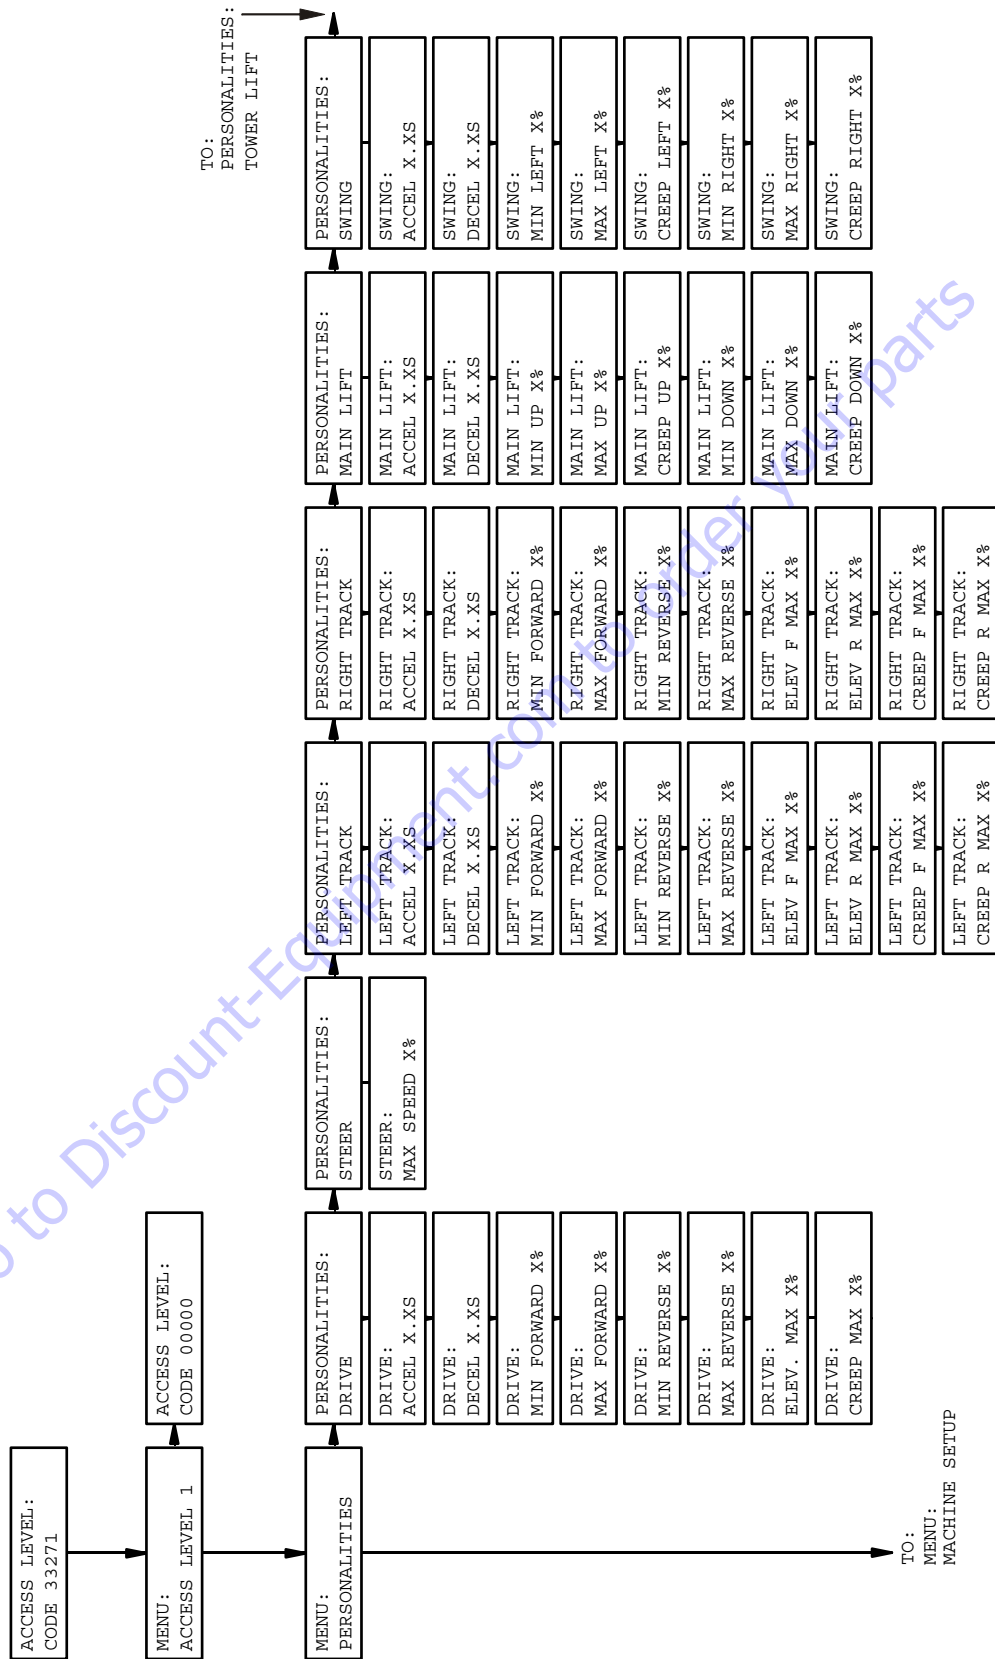 ACCESS LEVEL:
CODE 33271
MENU:
ACCESS LEVEL 1
ACCESS LEVEL:
CODE 00000
MENU:
PERSONALITIES
TO:
MENU:
MACHINE SETUP
PERSONALITIES:
DRIVE
DRIVE:
ACCEL X.XS
DRIVE:
DECEL X.XS
DRIVE:
MIN FORWARD X%
DRIVE:
MAX FORWARD X%
DRIVE:
MIN REVERSE X%
DRIVE:
MAX REVERSE X%
DRIVE:
ELEV. MAX X%
DRIVE:
CREEP MAX X%
PERSONALITIES:
STEER
STEER:
MAX SPEED X%
PERSONALITIES:
LEFT TRACK
LEFT TRACK:
ACCEL X.XS
LEFT TRACK:
DECEL X.XS
LEFT TRACK:
MIN FORWARD X%
LEFT TRACK:
MAX FORWARD X%
LEFT TRACK:
MIN REVERSE X%
LEFT TRACK:
MAX REVERSE X%
LEFT TRACK:
ELEV F MAX X%
LEFT TRACK:
ELEV R MAX X%
LEFT TRACK:
CREEP F MAX X%
LEFT TRACK:
CREEP R MAX X%
PERSONALITIES:
RIGHT TRACK
RIGHT TRACK:
ACCEL X.XS
RIGHT TRACK:
DECEL X.XS
RIGHT TRACK:
MIN FORWARD X%
RIGHT TRACK:
MAX FORWARD X%
RIGHT TRACK:
MIN REVERSE X%
RIGHT TRACK:
MAX REVERSE X%
RIGHT TRACK:
ELEV F MAX X%
RIGHT TRACK:
ELEV R MAX X%
RIGHT TRACK:
CREEP F MAX X%
RIGHT TRACK:
CREEP R MAX X%
PERSONALITIES:
MAIN LIFT
MAIN LIFT:
ACCEL X.XS
MAIN LIFT:
DECEL X.XS
MAIN LIFT:
MIN UP X%
MAIN LIFT:
MAX UP X%
MAIN LIFT:
CREEP UP X%
MAIN LIFT:
MIN DOWN X%
MAIN LIFT:
MAX DOWN X%
MAIN LIFT:
CREEP DOWN X%
PERSONALITIES:
SWING
SWING:
ACCEL X.XS
SWING:
DECEL X.XS
SWING:
MIN LEFT X%
SWING:
MAX LEFT X%
SWING:
CREEP LEFT X%
SWING:
MIN RIGHT X%
SWING:
MAX RIGHT X%
SWING:
CREEP RIGHT X%
TO:
PERSONALITIES:
TOWER LIFT
to Discount-Equipment.com to order your parts